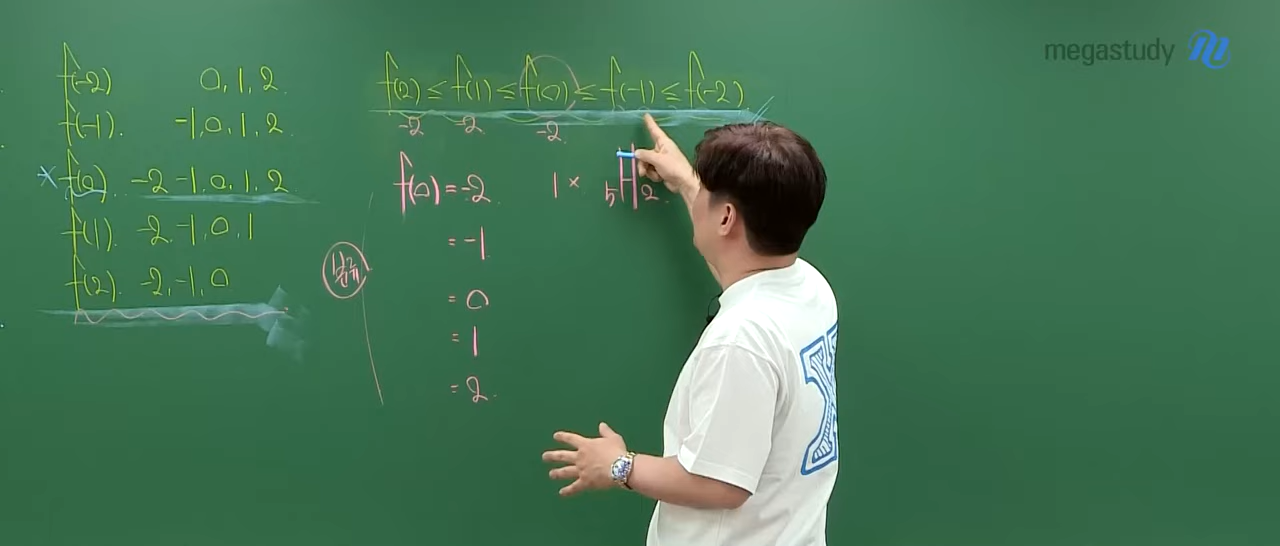 megastudy
f(-2) 0, 1, 2.
f(-1). -1, 0, 1, 2.
* f(0). -2 -1, 0, 1, 2
f(1). -2, -1, 0, 1
f(2). -2, -1, 0
f(2) ≤ f(1) ≤ f(0) ≤ f(-1) ≤ f(-2)
-2 -2 -2.
f(0) = -2 1 × 5H2.
= -1
= 0
= 1
= 2.